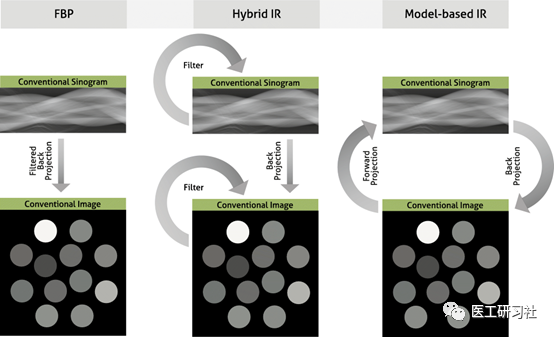 FBP
Hybrid IR
Model-based IR
Conventional Sinogram
Filtered
Back
Projection
Conventional Image
Filter
Conventional Sinogram
Back
Projection
Filter
Conventional Image
Conventional Sinogram
Forward
Projection
Back
Projection
Conventional Image
医工研习社